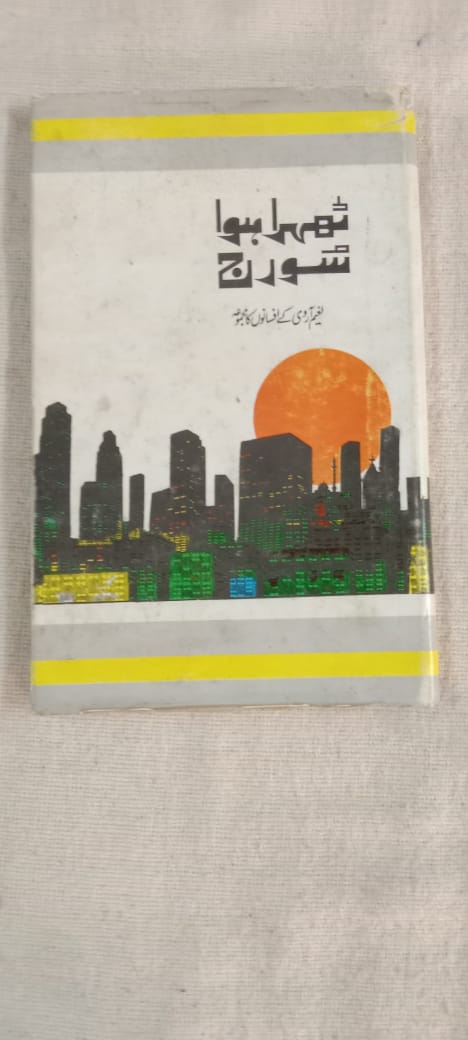 ٹھہرا ہوا
سورج
نعیم آروی کے افسانوں کا مجموعہ